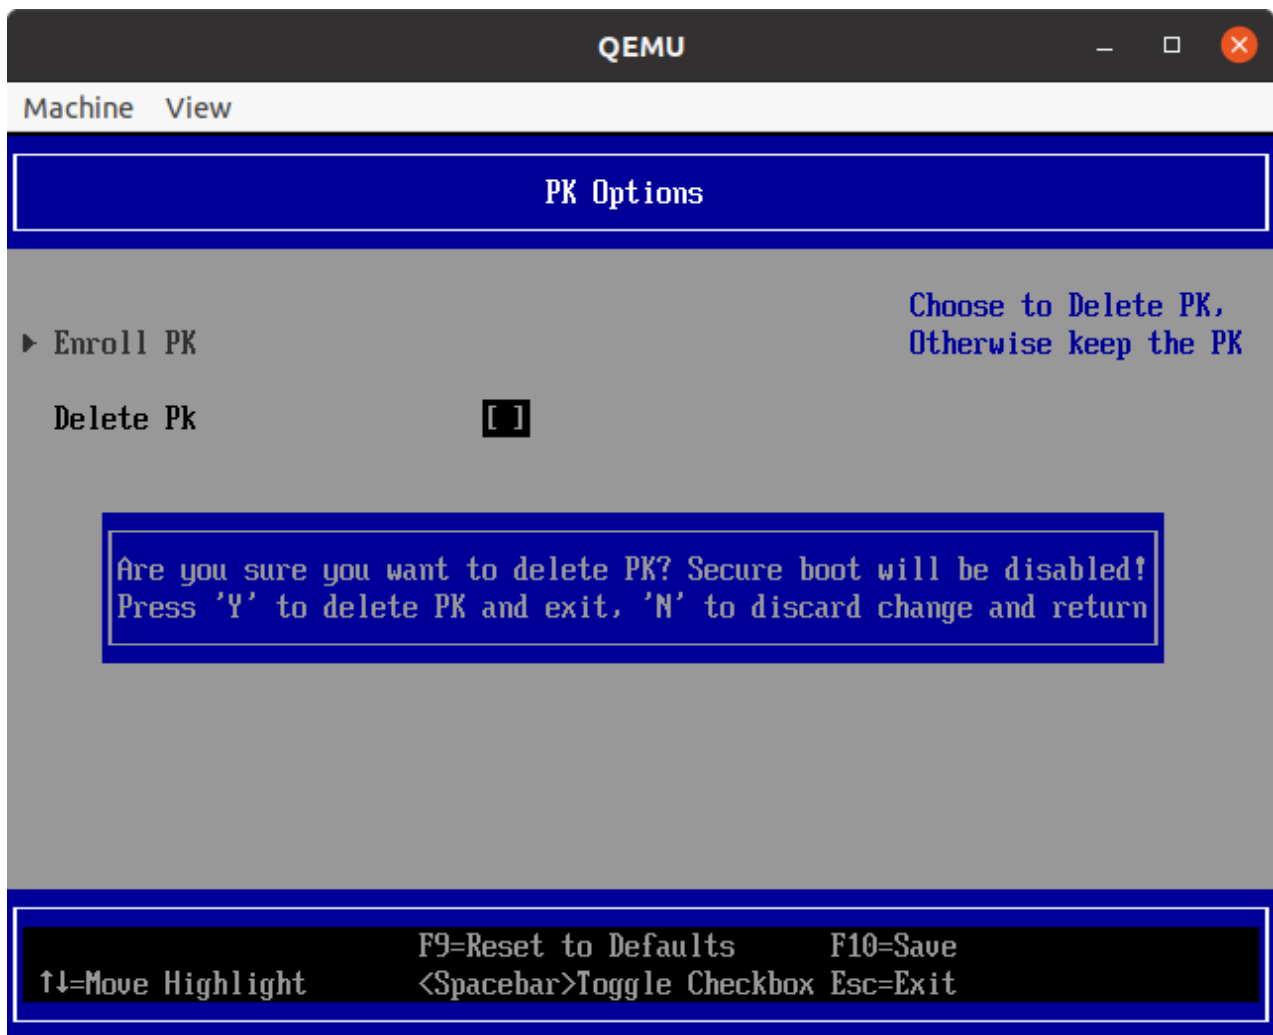 QEMU
Machine View
PK Options
Choose to Delete PK,
▶ Enroll PK
Otherwise keep the PK
Delete Pk [ ]
Are you sure you want to delete PK? Secure boot will be disabled!
Press 'Y' to delete PK and exit, 'N' to discard change and return
F9=Reset to Defaults F10=Save
↑↓=Move Highlight <Spacebar>Toggle Checkbox Esc=Exit